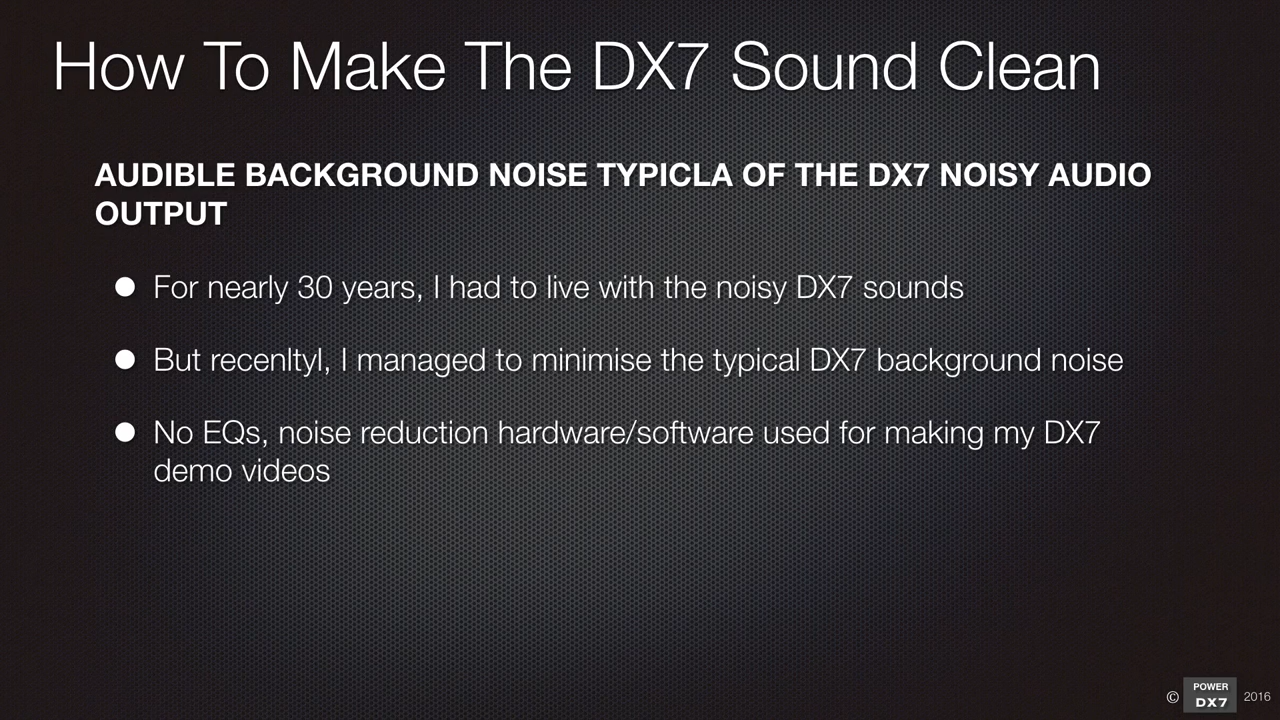 How To Make The DX7 Sound Clean
AUDIBLE BACKGROUND NOISE TYPICLA OF THE DX7 NOISY AUDIO
OUTPUT
● For nearly 30 years, I had to live with the noisy DX7 sounds
● But recenltyl, I managed to minimise the typical DX7 background noise
● No EQs, noise reduction hardware/software used for making my DX7
demo videos
© POWER DX7 2016